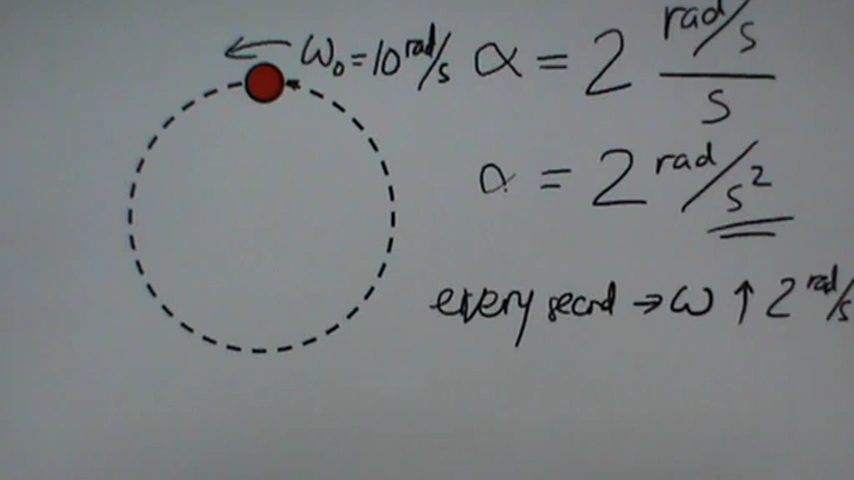 ω₀ = 10 rad/s α = 2 rad/s / s
α = 2 rad/s²
every second → ω ↑ 2 rad/s